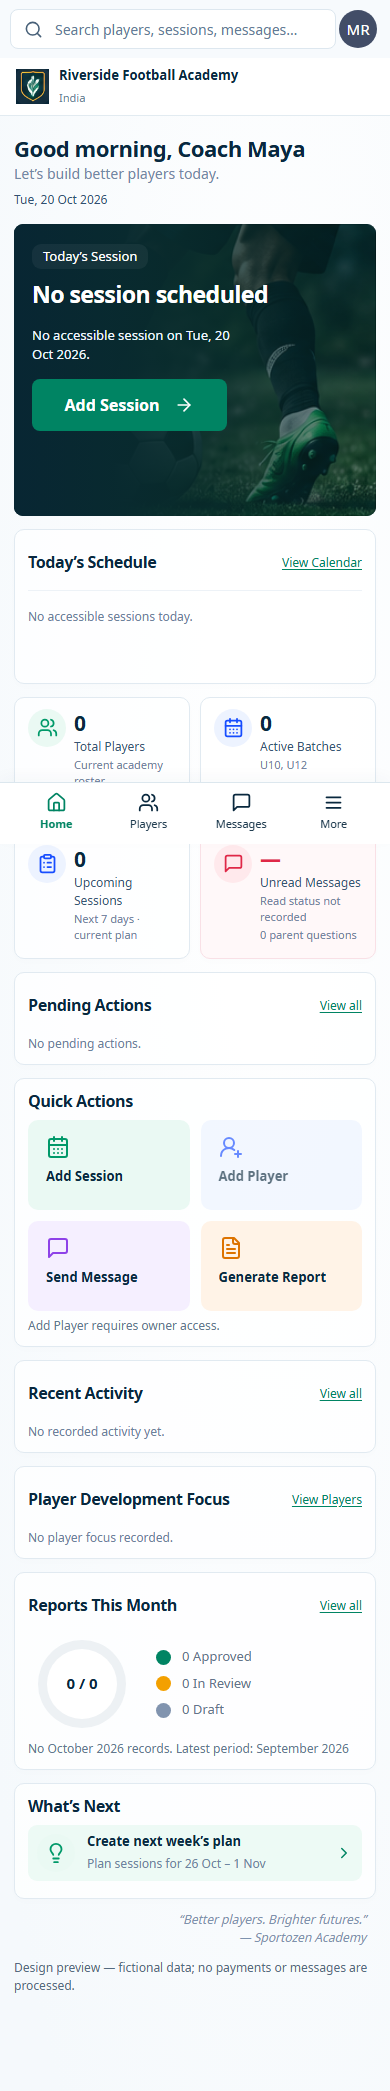 Search players, sessions, messages...
MR
Riverside Football Academy
India
Good morning, Coach Maya
Let's build better players today.
Tue, 20 Oct 2026
Today's Session
No session scheduled
No accessible session on Tue, 20
Oct 2026.
Add Session
Today's Schedule
View Calendar
No accessible sessions today.
0
Total Players
Current academy
roster
0
Active Batches
U10, U12
Home
Players
Messages
More
0
Upcoming
Sessions
Next 7 days ·
current plan
—
Unread Messages
Read status not
recorded
0 parent questions
Pending Actions
View all
No pending actions.
Quick Actions
Add Session
Add Player
Send Message
Generate Report
Add Player requires owner access.
Recent Activity
View all
No recorded activity yet.
Player Development Focus
View Players
No player focus recorded.
Reports This Month
View all
0 / 0
0 Approved
0 In Review
0 Draft
No October 2026 records. Latest period: September 2026
What's Next
Create next week's plan
Plan sessions for 26 Oct – 1 Nov
“Better players. Brighter futures.”
— Sportozen Academy
Design preview — fictional data; no payments or messages are
processed.